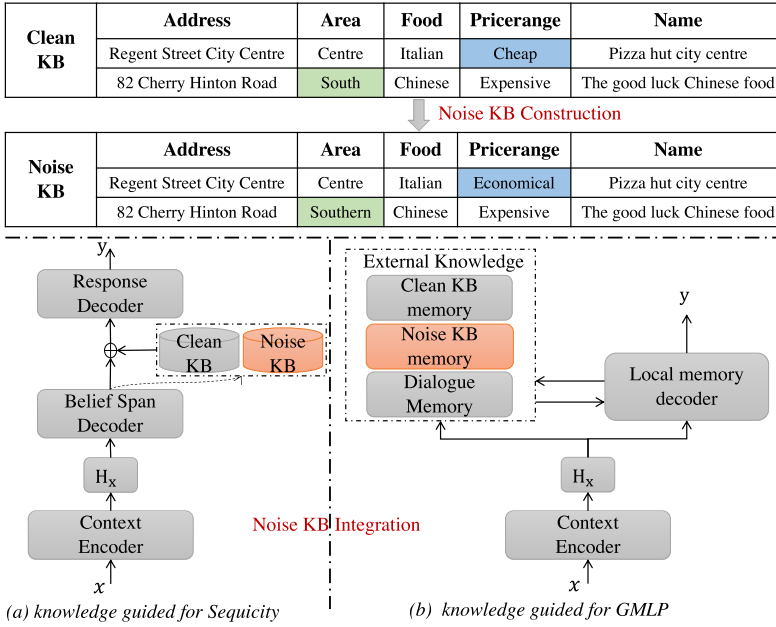 Clean KB
Address Area Food Pricerange Name
Regent Street City Centre Centre Italian Cheap Pizza hut city centre
82 Cherry Hinton Road South Chinese Expensive The good luck Chinese food
Noise KB Construction
Noise KB
Address Area Food Pricerange Name
Regent Street City Centre Centre Italian Economical Pizza hut city centre
82 Cherry Hinton Road Southern Chinese Expensive The good luck Chinese food
y
Response
Decoder
Clean
KB
Noise
KB
Belief Span
Decoder
Hx
Context
Encoder
x
(a) knowledge guided for Sequicity
Noise KB Integration
External Knowledge
Clean KB
memory
Noise KB
memory
Dialogue
Memory
y
Local memory
decoder
Hx
Context
Encoder
x
(b) knowledge guided for GMLP